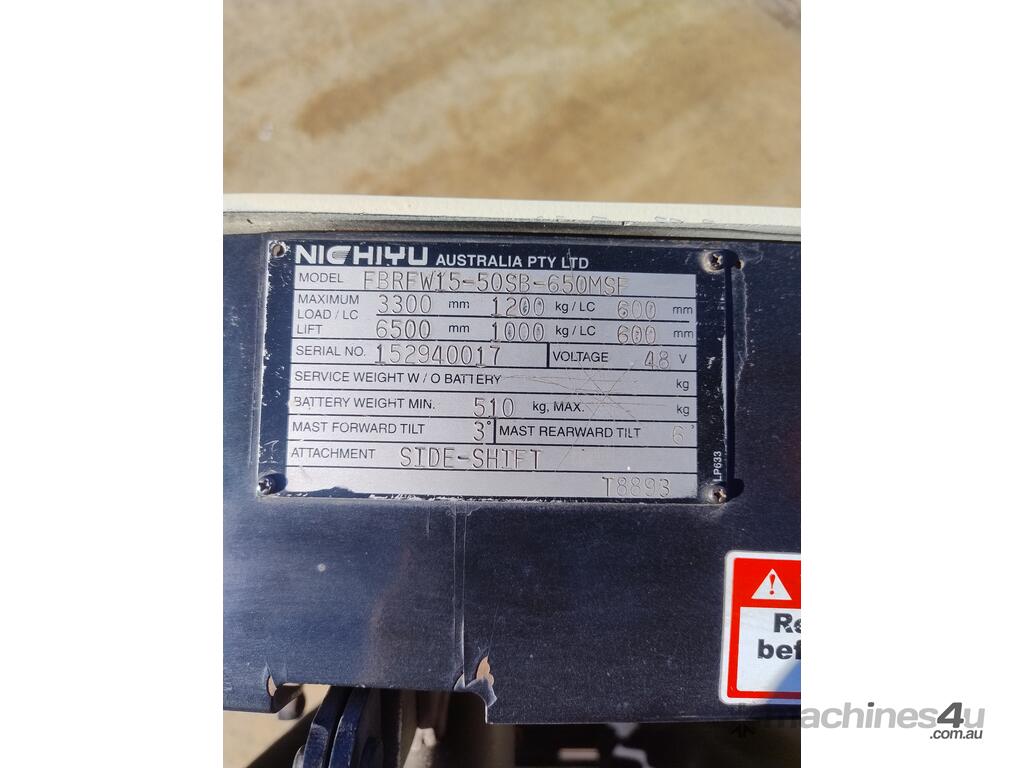 NICHIYU AUSTRALIA PTY LTD
MODEL FBRFW15-50SB-650MSF
MAXIMUM LOAD / LC 3300 mm 1200 kg / LC 600 mm
LIFT 6500 mm 1000 kg / LC 600 mm
SERIAL NO. 152940017 VOLTAGE 48 V
SERVICE WEIGHT W / O BATTERY kg
BATTERY WEIGHT MIN. 510 kg, MAX. kg
MAST FORWARD TILT 3° MAST REARWARD TILT 6°
ATTACHMENT SIDE-SHIFT
T8893
LP633
Re
bef
machines4u
.com.au